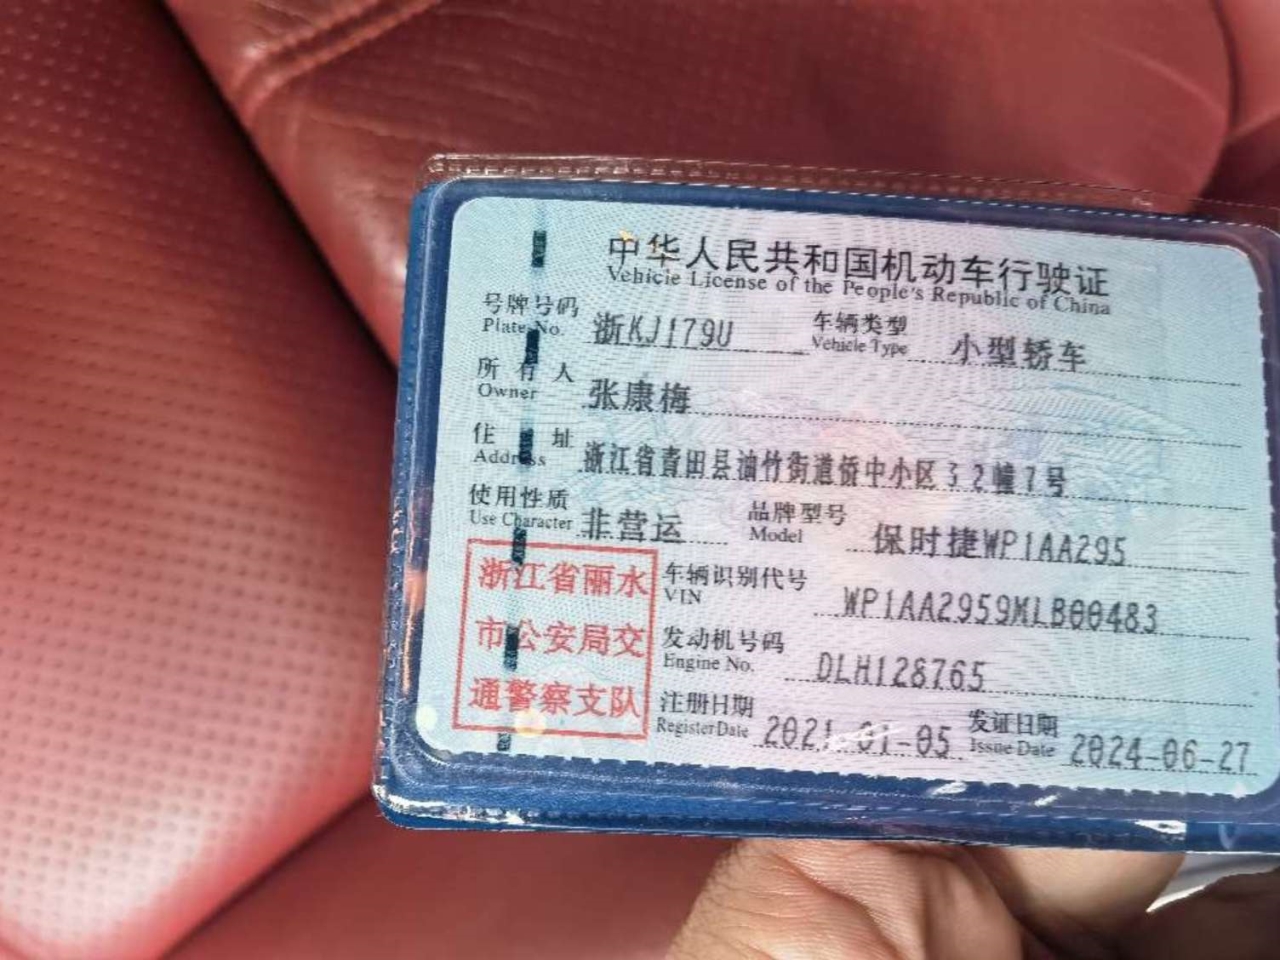 中华人民共和国机动车行驶证
Vehicle License of the People's Republic of China
号牌号码 浙KJ179U 车辆类型 小型轿车
Plate No. Vehicle Type
所有人 张康梅
Owner
住址 浙江省青田县油竹街道侨中小区32幢7号
Address
使用性质 非营运 品牌型号 保时捷WP1AA295
Use Character Model
浙江省丽水
市公安局交
通警察支队
车辆识别代号 WP1AA2959MLB00483
VIN
发动机号码 DLH128765
Engine No.
注册日期 2021-01-05 发证日期 2024-06-27
Register Date Issue Date